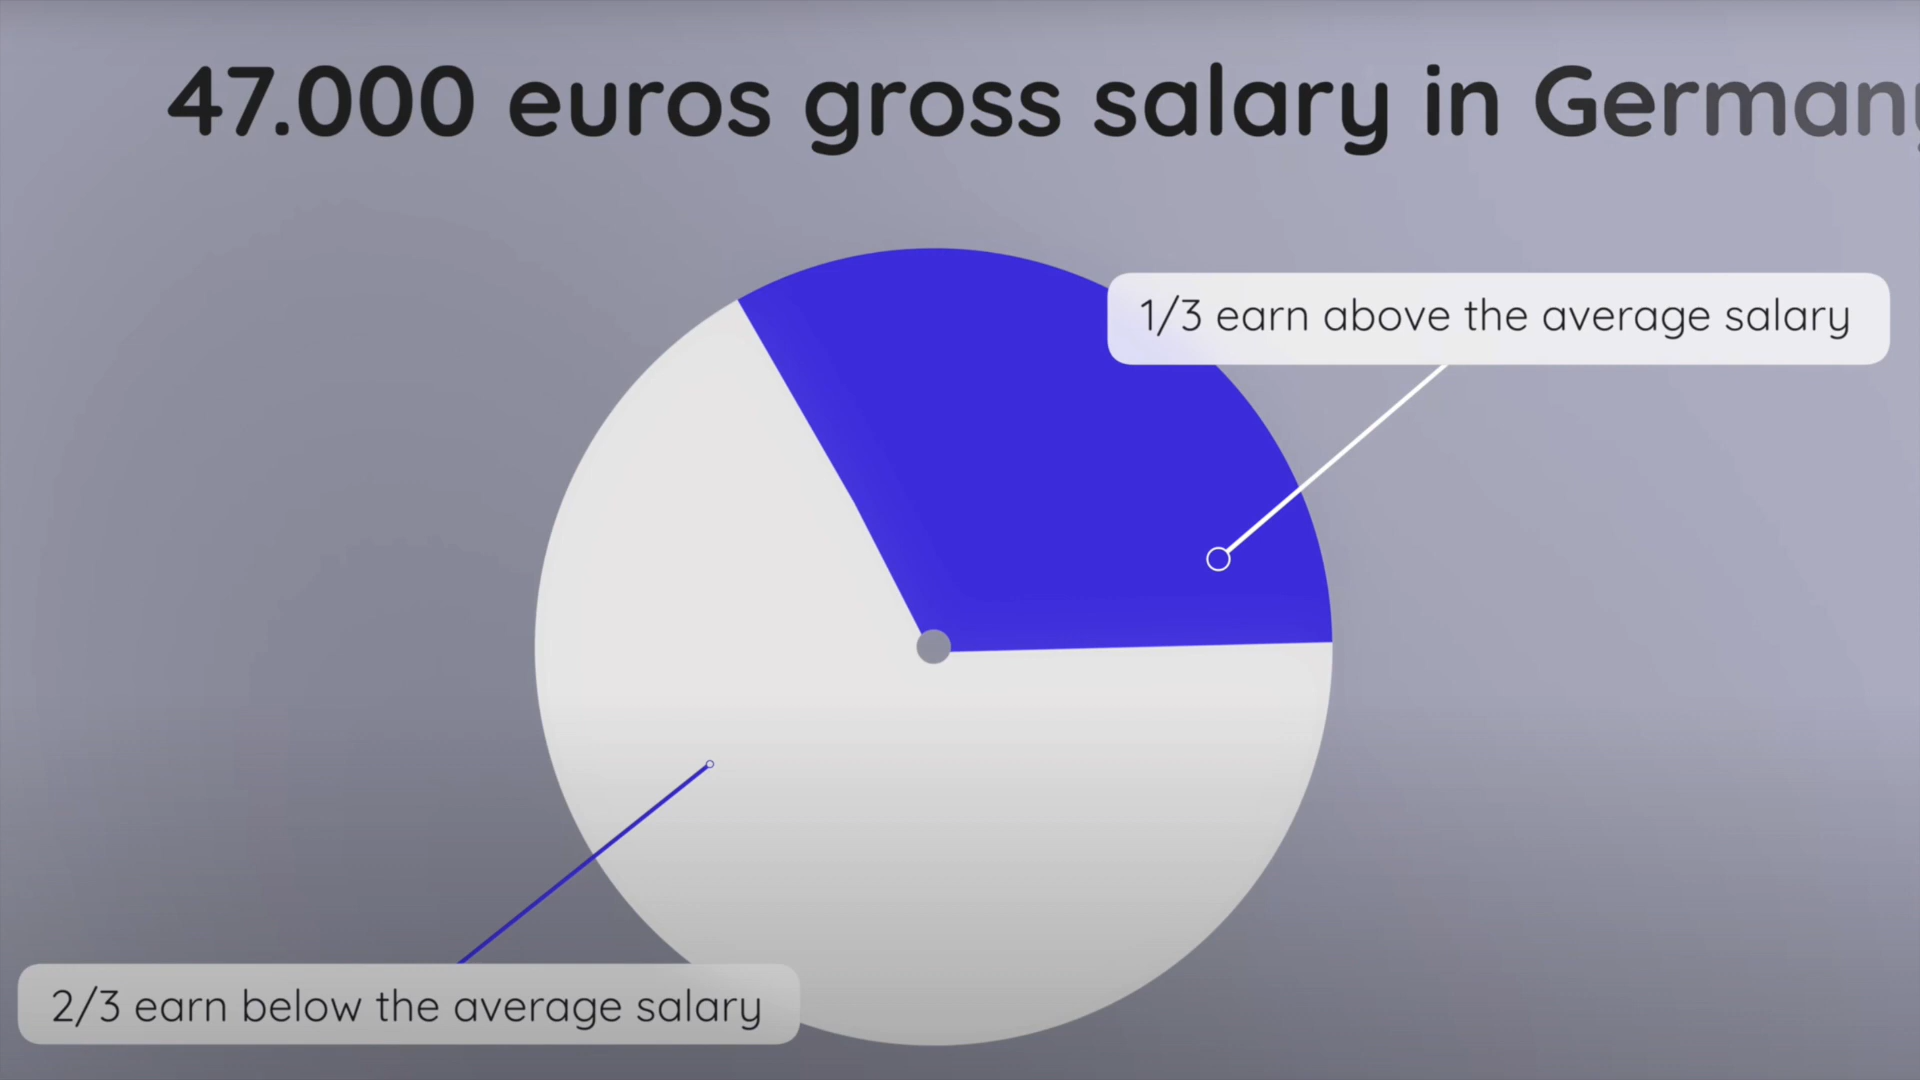 47.000 euros gross salary in Germany
1/3 earn above the average salary
2/3 earn below the average salary